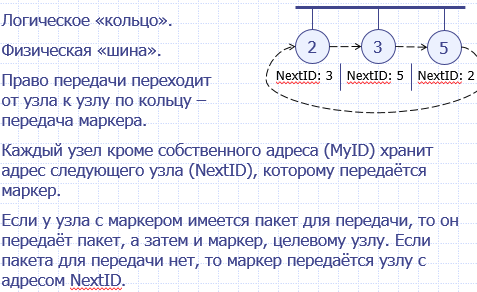 Логическое «кольцо».
Физическая «шина».
2
3
5
NextID: 3
NextID: 5
NextID: 2
Право передачи переходит
от узла к узлу по кольцу –
передача маркера.
Каждый узел кроме собственного адреса (MyID) хранит
адрес следующего узла (NextID), которому передаётся
маркер.
Если у узла с маркером имеется пакет для передачи, то он
передаёт пакет, а затем и маркер, целевому узлу. Если
пакета для передачи нет, то маркер передаётся узлу с
адресом NextID.